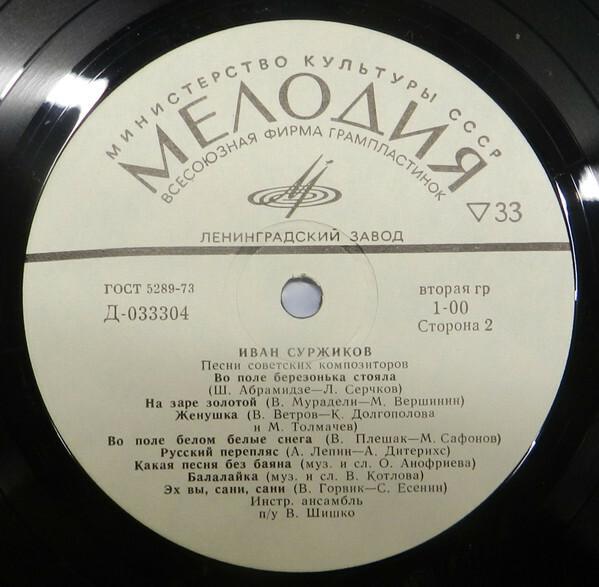 МИНИСТЕРСТВО КУЛЬТУРЫ СССР
МЕЛОДИЯ
ВСЕСОЮЗНАЯ ФИРМА ГРАМПЛАСТИНОК
▽33
ЛЕНИНГРАДСКИЙ ЗАВОД
ГОСТ 5289-73
Д-033304
вторая гр
1-00
Сторона 2
ИВАН СУРЖИКОВ
Песни советских композиторов
Во поле березонька стояла
(Ш. Абрамидзе—Л. Серчков)
На заре золотой (В. Мурадели—М. Вершинин)
Женушка (В. Ветров—К. Долгополова
и М. Толмачев)
Во поле белом белые снега (В. Плешак—М. Сафонов)
Русский перепляс (А. Лепин—А. Дитерихс)
Какая песня без баяна (муз. и сл. О. Анофриева)
Балалайка (муз. и сл. В. Котлова)
Эх вы, сани, сани (В. Горвик—С. Есенин)
Инстр. ансамбль
п/у В. Шишко